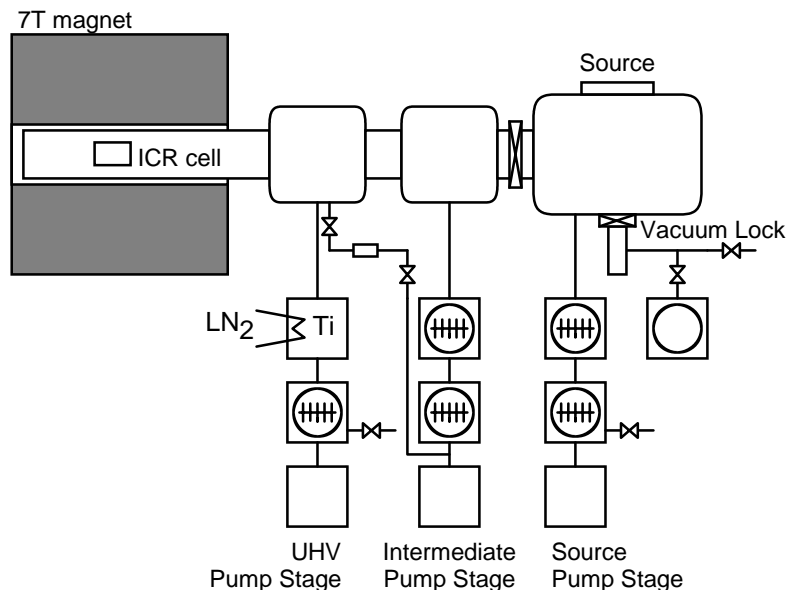 7T magnet
Source
ICR cell
Vacuum Lock
LN2
Ti
UHV
Pump Stage
Intermediate
Pump Stage
Source
Pump Stage